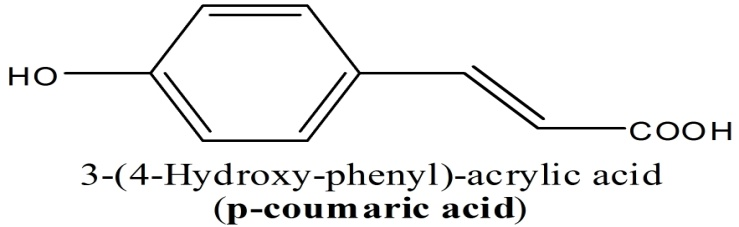 HO
COOH
3-(4-Hydroxy-phenyl)-acrylic acid
(p-coumaric acid)